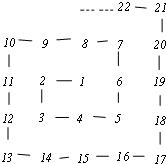 --- --- 22 — 21
10 — 9 — 8 — 7 20
11 2 — 1 6 19
12 3 — 4 — 5 18
13 — 14 — 15 — 16 — 17